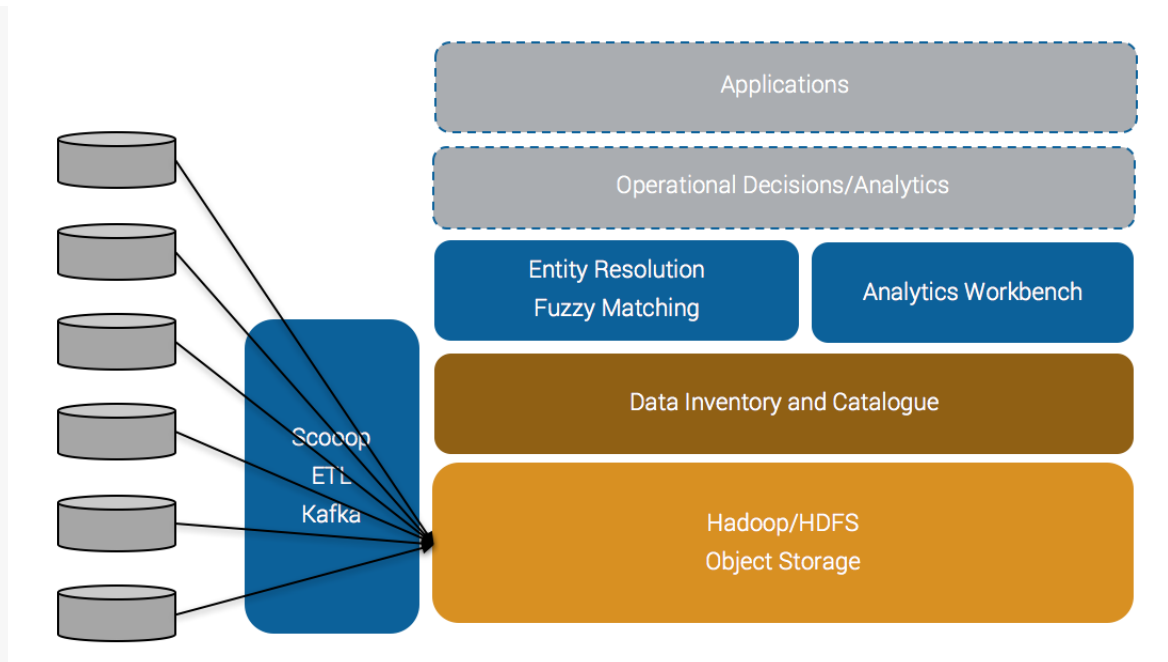 Applications
Operational Decisions/Analytics
Entity Resolution
Fuzzy Matching
Analytics Workbench
Data Inventory and Catalogue
Scooop
ETL
Kafka
Hadoop/HDFS
Object Storage